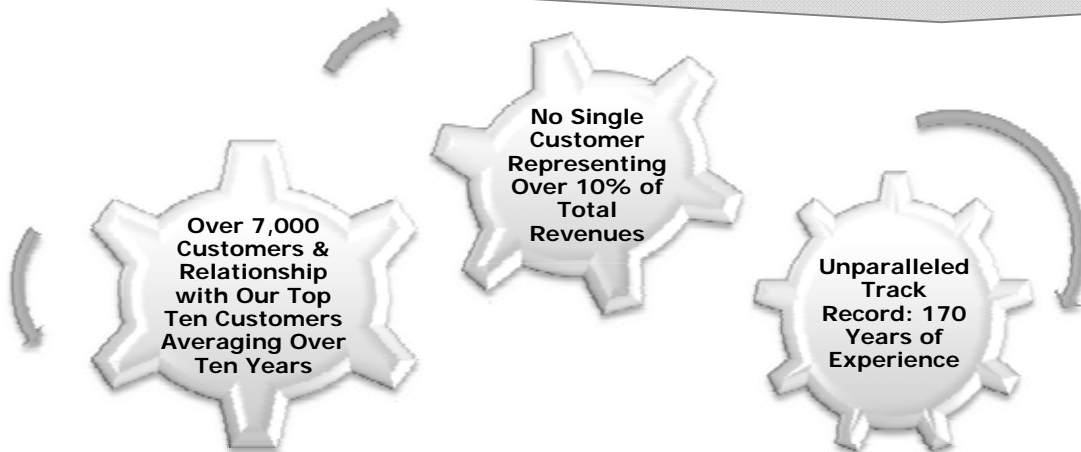 Over 7,000
Customers &
Relationship
with Our Top
Ten Customers
Averaging Over
Ten Years
No Single
Customer
Representing
Over 10% of
Total
Revenues
Unparalleled
Track
Record: 170
Years of
Experience